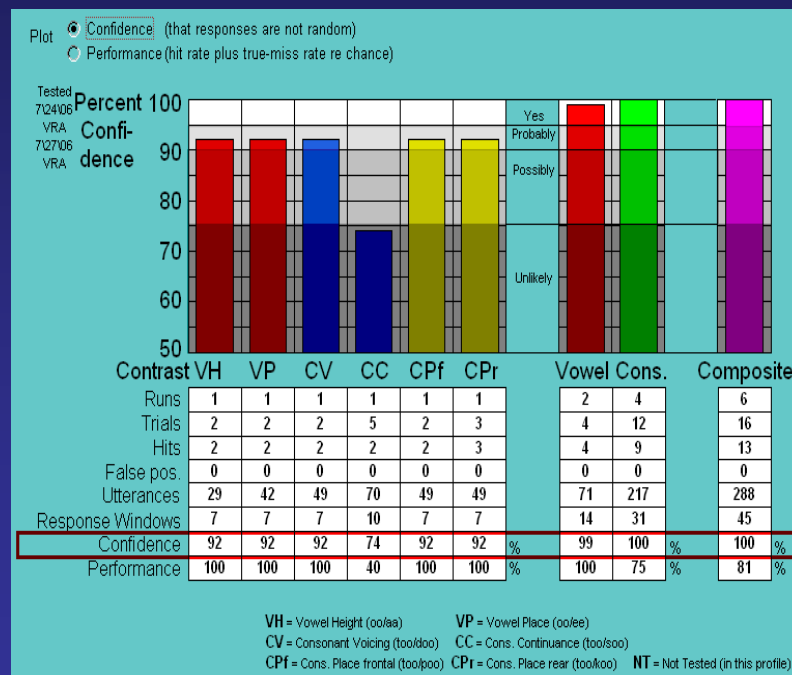 Plot Confidence (that responses are not random)
Performance (hit rate plus true-miss rate re chance)
Tested
7\24\06
VRA
7\27\06
VRA
Percent
Confi-
dence
100
90
80
70
60
50
Yes
Probably
Possibly
Unlikely
Contrast VH VP CV CC CPf CPr Vowel Cons. Composite
Runs 1 1 1 1 1 1 2 4 6
Trials 2 2 2 5 2 3 4 12 16
Hits 2 2 2 2 2 3 4 9 13
False pos. 0 0 0 0 0 0 0 0 0
Utterances 29 42 49 70 49 49 71 217 288
Response Windows 7 7 7 10 7 7 14 31 45
Confidence 92 92 92 74 92 92 % 99 100 % 100 %
Performance 100 100 100 40 100 100 % 100 75 % 81 %
VH = Vowel Height (oo/aa) VP = Vowel Place (oo/ee)
CV = Consonant Voicing (too/doo) CC = Cons. Continuance (too/soo)
CPf = Cons. Place frontal (too/poo) CPr = Cons. Place rear (too/koo) NT = Not Tested (in this profile)